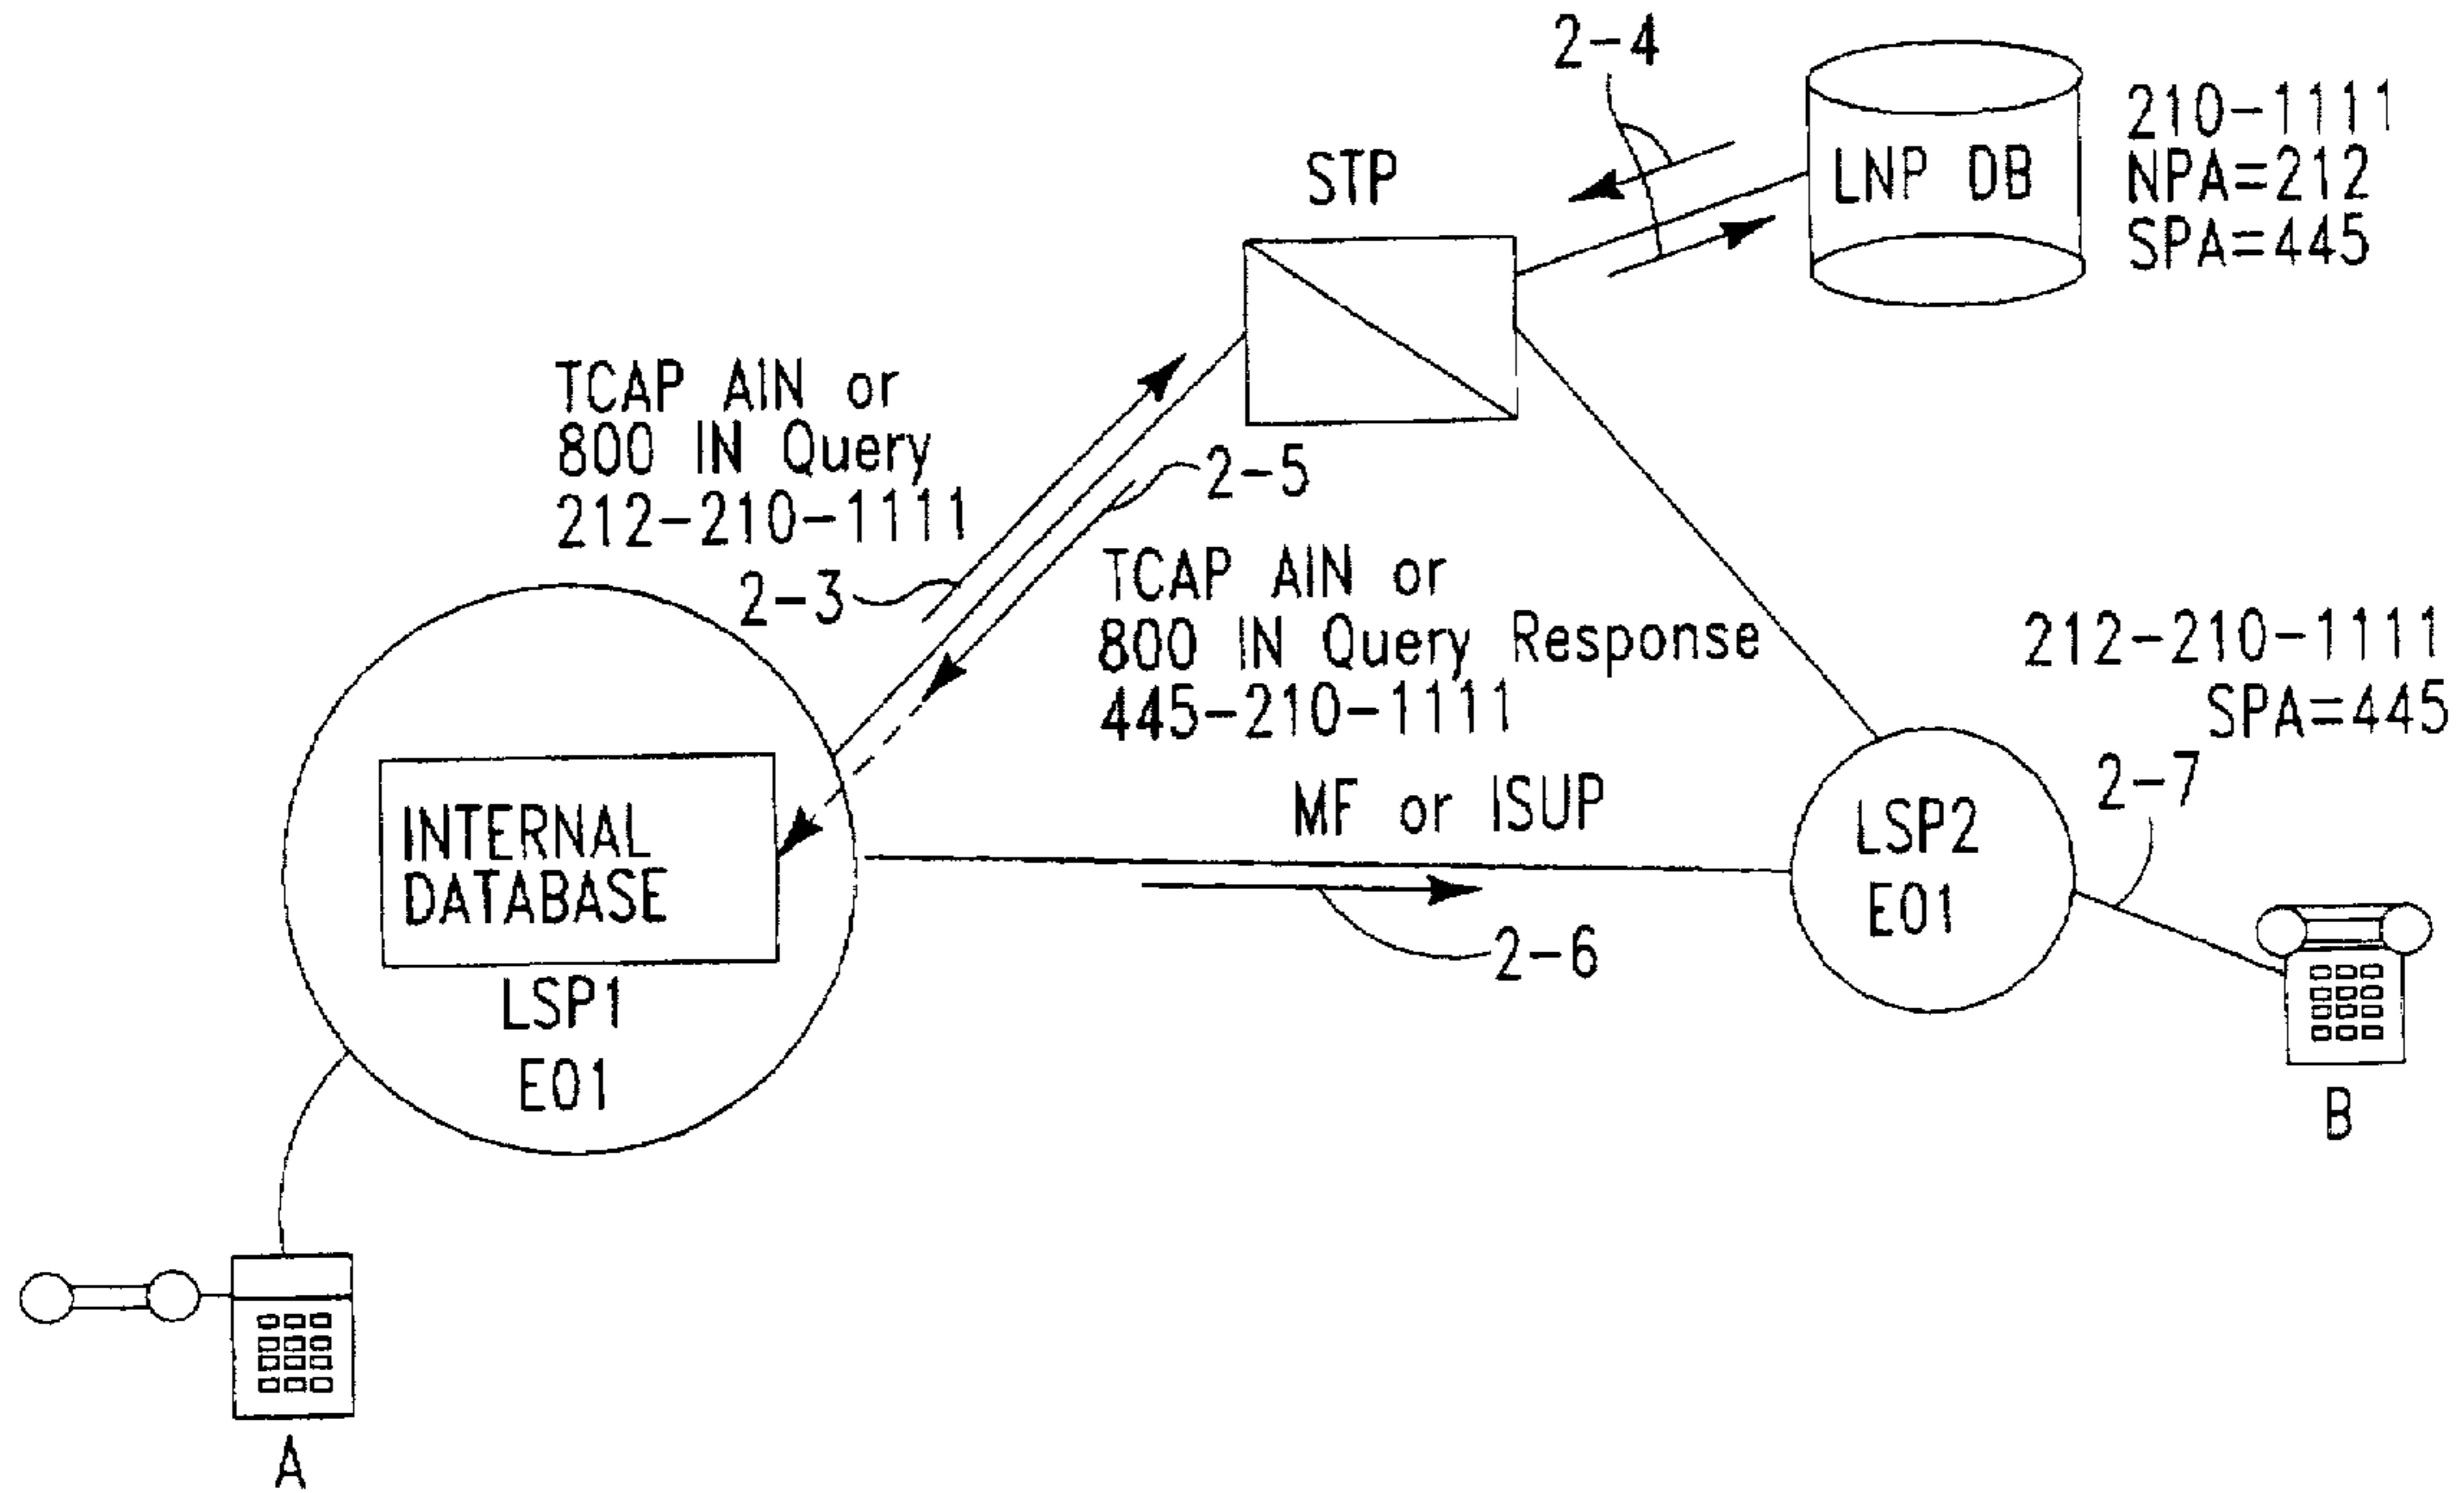 2-4
210-1111
NPA=212
SPA=445
LNP DB
STP
TCAP AIN or
800 IN Query
212-210-1111
2-3
2-5
TCAP AIN or
800 IN Query Response
445-210-1111
212-210-1111
SPA=445
2-7
MF or ISUP
2-6
INTERNAL
DATABASE
LSP1
EO1
LSP2
EO1
B
A